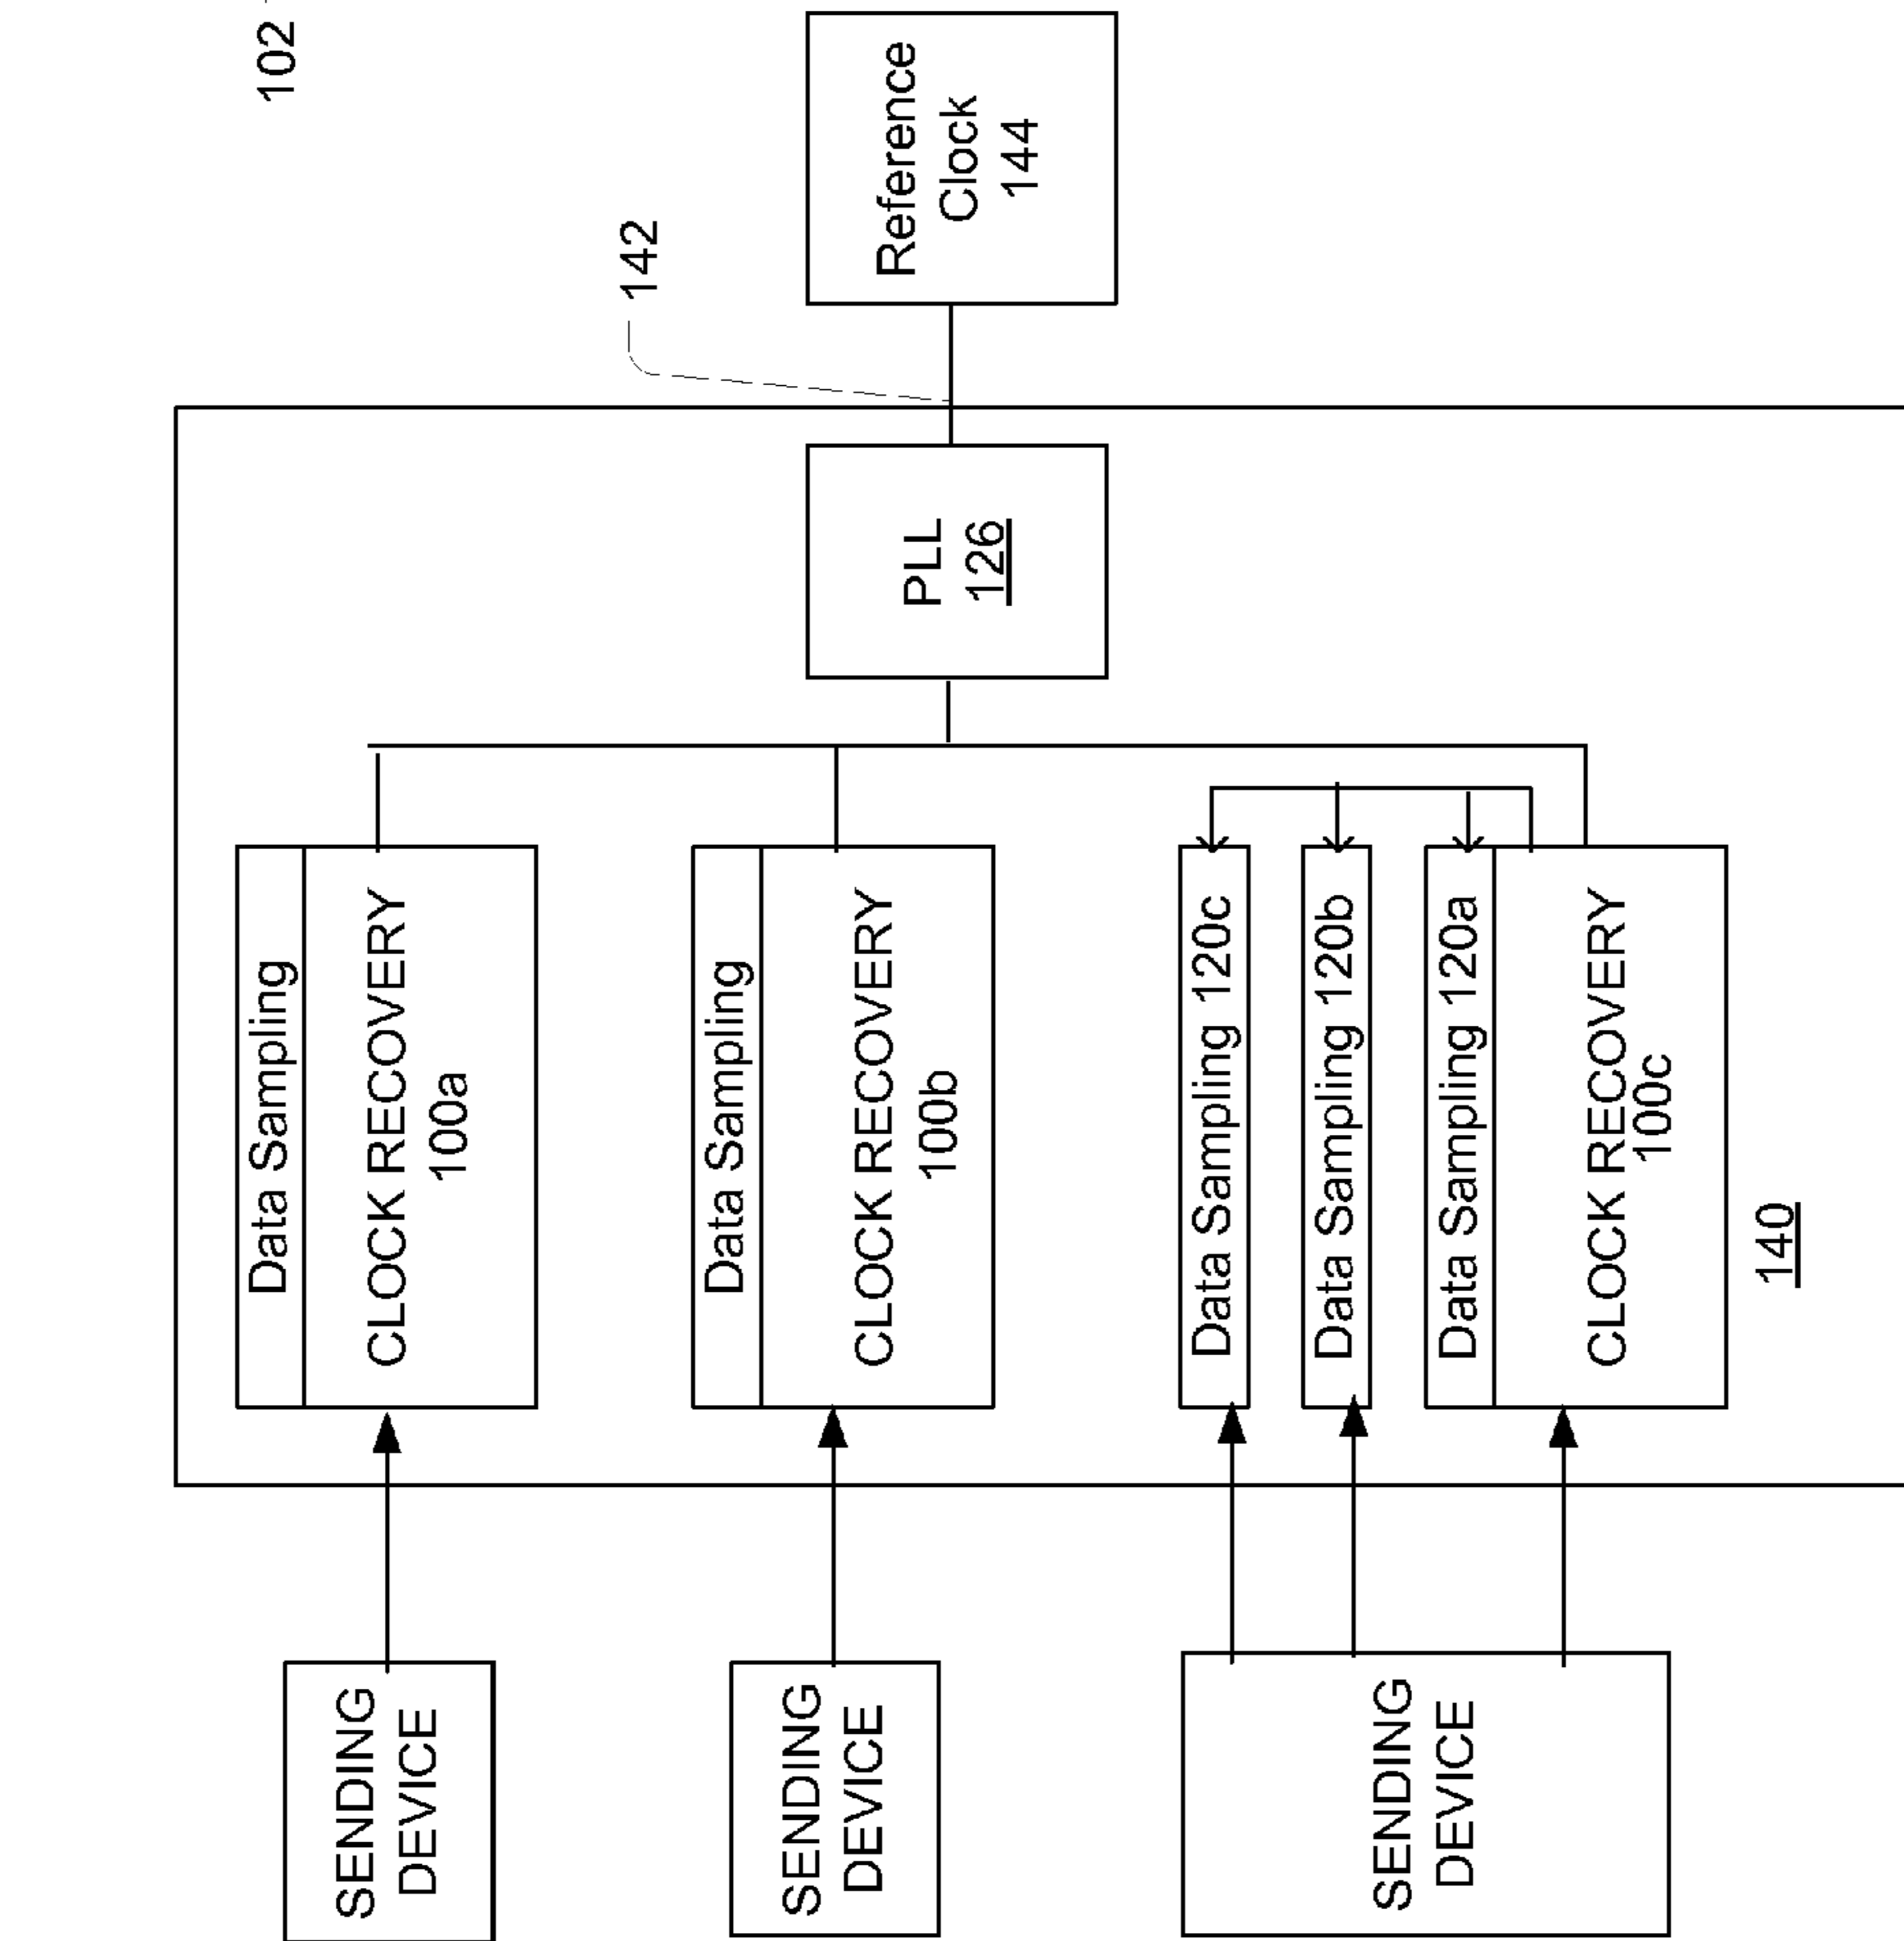 102
SENDING
DEVICE
Data Sampling
CLOCK RECOVERY
100a
142
SENDING
DEVICE
Data Sampling
CLOCK RECOVERY
100b
PLL
126
Reference
Clock
144
SENDING
DEVICE
Data Sampling 120c
Data Sampling 120b
Data Sampling 120a
CLOCK RECOVERY
100c
140